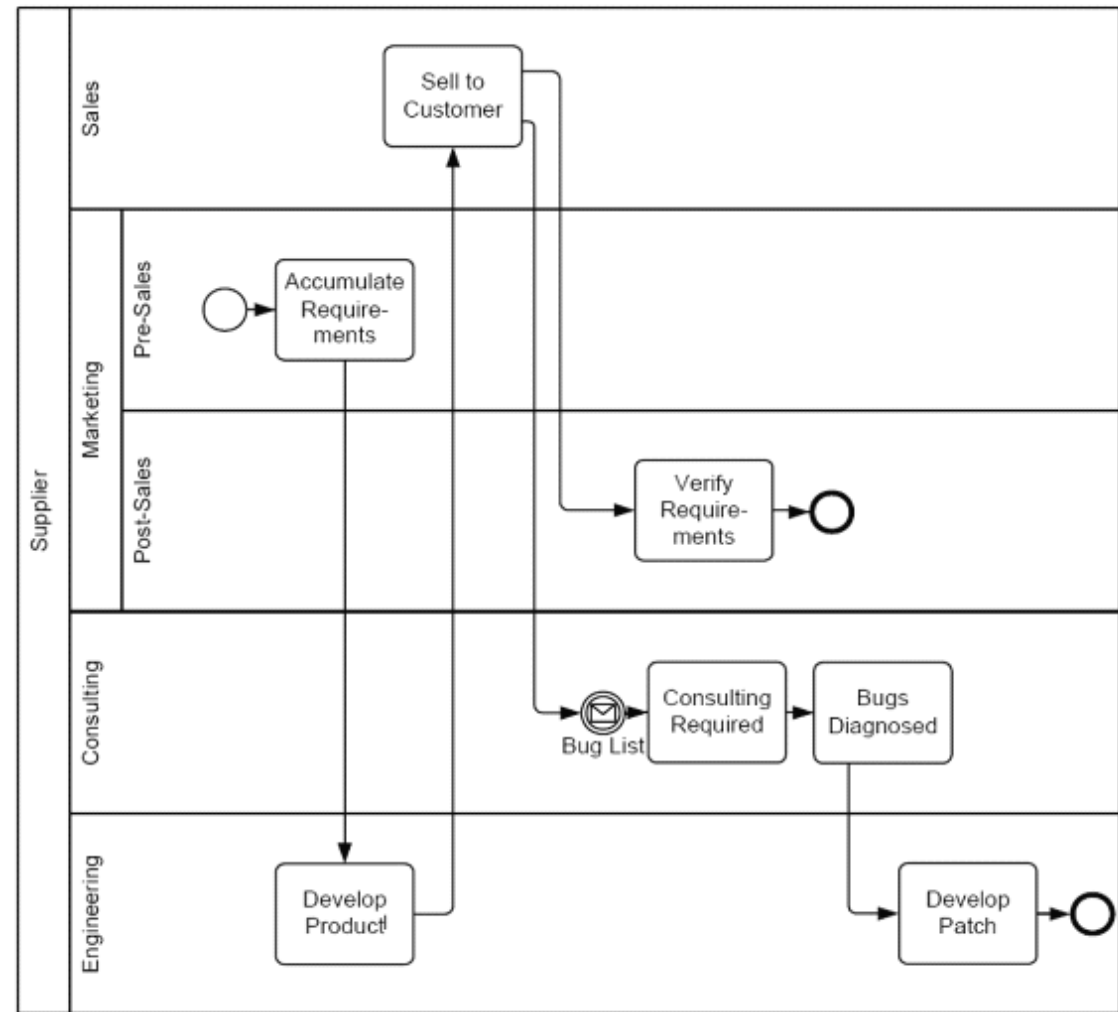 Supplier
Sales
Sell to
Customer
Marketing
Pre-Sales
Accumulate
Require-
ments
Post-Sales
Verify
Require-
ments
Consulting
Bug List
Consulting
Required
Bugs
Diagnosed
Engineering
Develop
Product
Develop
Patch